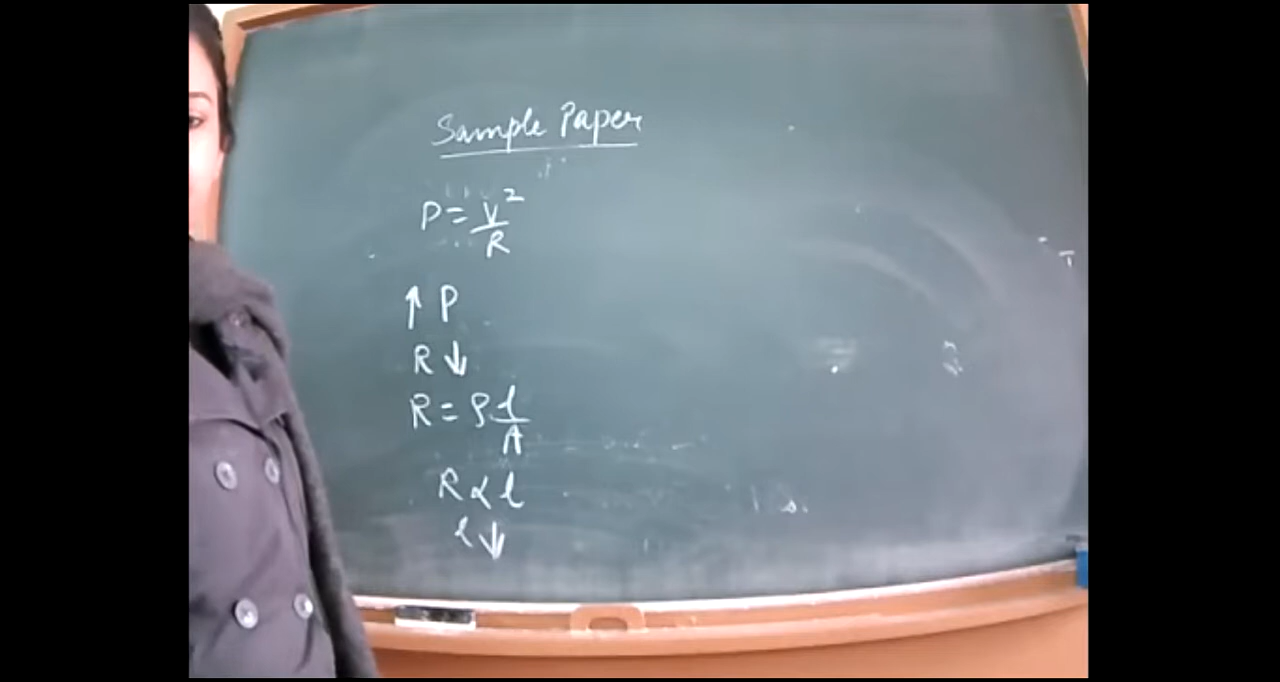 Sample Paper
P = V²/R
↑ P
R ↓
R = ρ l/A
R ∝ l
l ↓